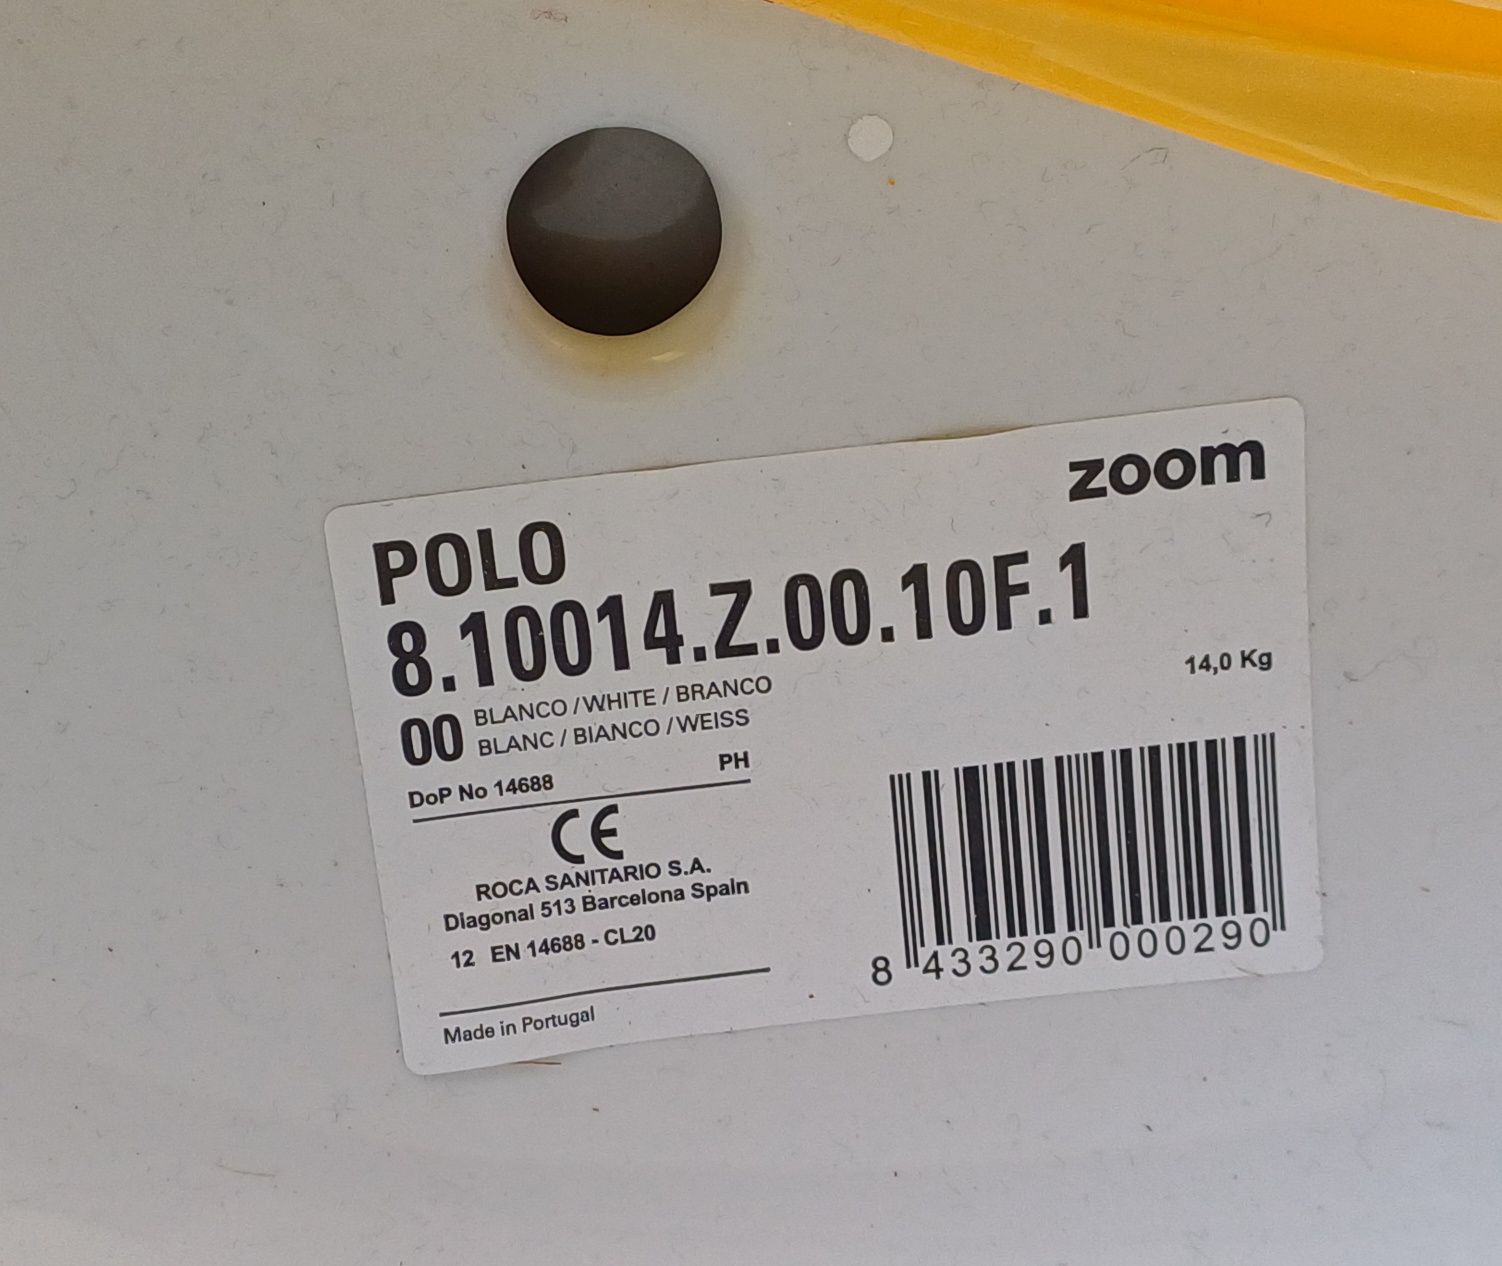 zoom
POLO
8.10014.Z.00.10F.1
14,0 Kg
00 BLANCO / WHITE / BRANCO
BLANC / BIANCO / WEISS
DoP No 14688 PH
CE
ROCA SANITARIO S.A.
Diagonal 513 Barcelona Spain
12 EN 14688 - CL20
8 433290 000290
Made in Portugal